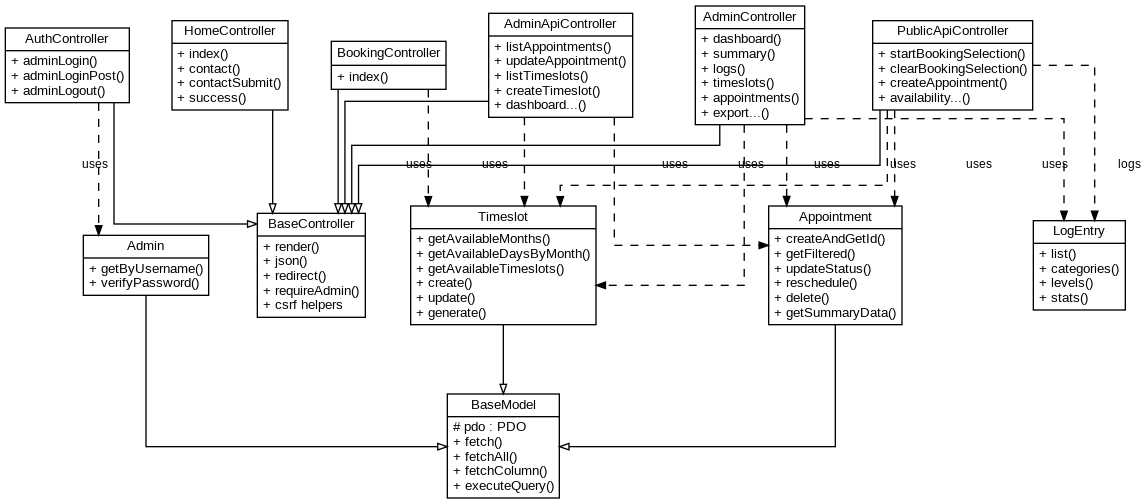 AuthController
+ adminLogin()
+ adminLoginPost()
+ adminLogout()
HomeController
+ index()
+ contact()
+ contactSubmit()
+ success()
BookingController
+ index()
AdminApiController
+ listAppointments()
+ updateAppointment()
+ listTimeslots()
+ createTimeslot()
+ dashboard...()
AdminController
+ dashboard()
+ summary()
+ logs()
+ timeslots()
+ appointments()
+ export...()
PublicApiController
+ startBookingSelection()
+ clearBookingSelection()
+ createAppointment()
+ availability...()
uses
uses
uses
uses
uses
uses
uses
uses
uses
logs
Admin
+ getByUsername()
+ verifyPassword()
BaseController
+ render()
+ json()
+ redirect()
+ requireAdmin()
+ csrf helpers
Timeslot
+ getAvailableMonths()
+ getAvailableDaysByMonth()
+ getAvailableTimeslots()
+ create()
+ update()
+ generate()
Appointment
+ createAndGetId()
+ getFiltered()
+ updateStatus()
+ reschedule()
+ delete()
+ getSummaryData()
LogEntry
+ list()
+ categories()
+ levels()
+ stats()
BaseModel
# pdo : PDO
+ fetch()
+ fetchAll()
+ fetchColumn()
+ executeQuery()